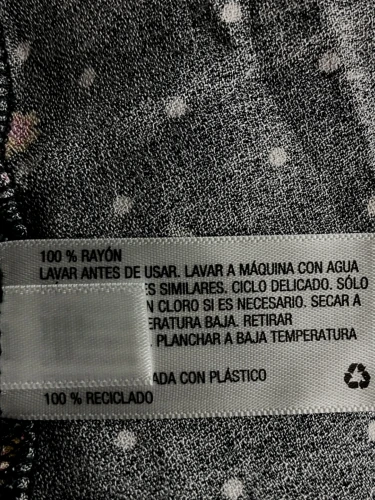 100 % RAYÓN
LAVAR ANTES DE USAR. LAVAR A MÁQUINA CON AGUA
ES SIMILARES. CICLO DELICADO. SÓLO
N CLORO SI ES NECESARIO. SECAR A
ERATURA BAJA. RETIRAR
. PLANCHAR A BAJA TEMPERATURA
ADA CON PLÁSTICO
100 % RECICLADO